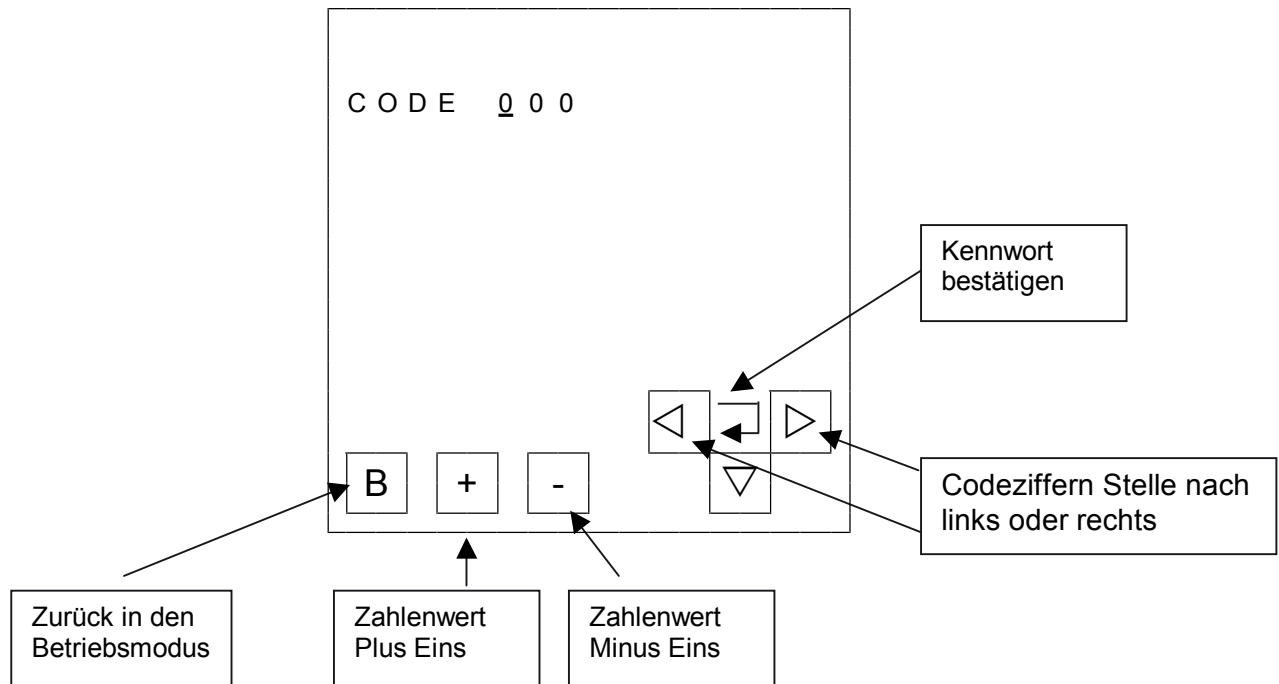 C O D E 0 0 0
Kennwort
bestätigen
B + -
Codeziffern Stelle nach
links oder rechts
Zurück in den
Betriebsmodus
Zahlenwert
Plus Eins
Zahlenwert
Minus Eins